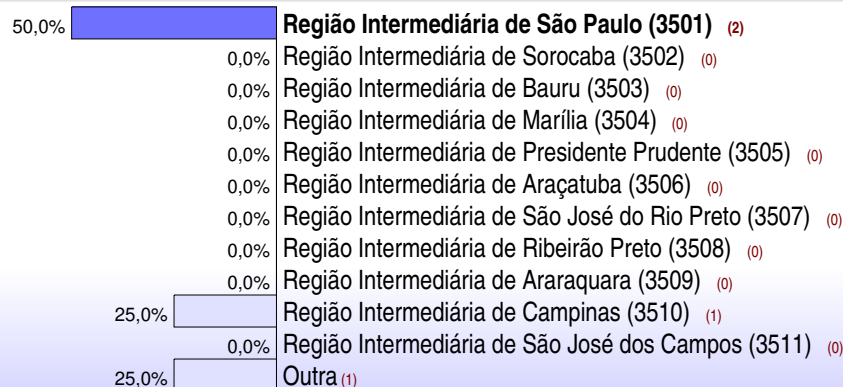 50,0% Região Intermediária de São Paulo (3501) (2)
0,0% Região Intermediária de Sorocaba (3502) (0)
0,0% Região Intermediária de Bauru (3503) (0)
0,0% Região Intermediária de Marília (3504) (0)
0,0% Região Intermediária de Presidente Prudente (3505) (0)
0,0% Região Intermediária de Araçatuba (3506) (0)
0,0% Região Intermediária de São José do Rio Preto (3507) (0)
0,0% Região Intermediária de Ribeirão Preto (3508) (0)
0,0% Região Intermediária de Araraquara (3509) (0)
25,0% Região Intermediária de Campinas (3510) (1)
0,0% Região Intermediária de São José dos Campos (3511) (0)
25,0% Outra (1)